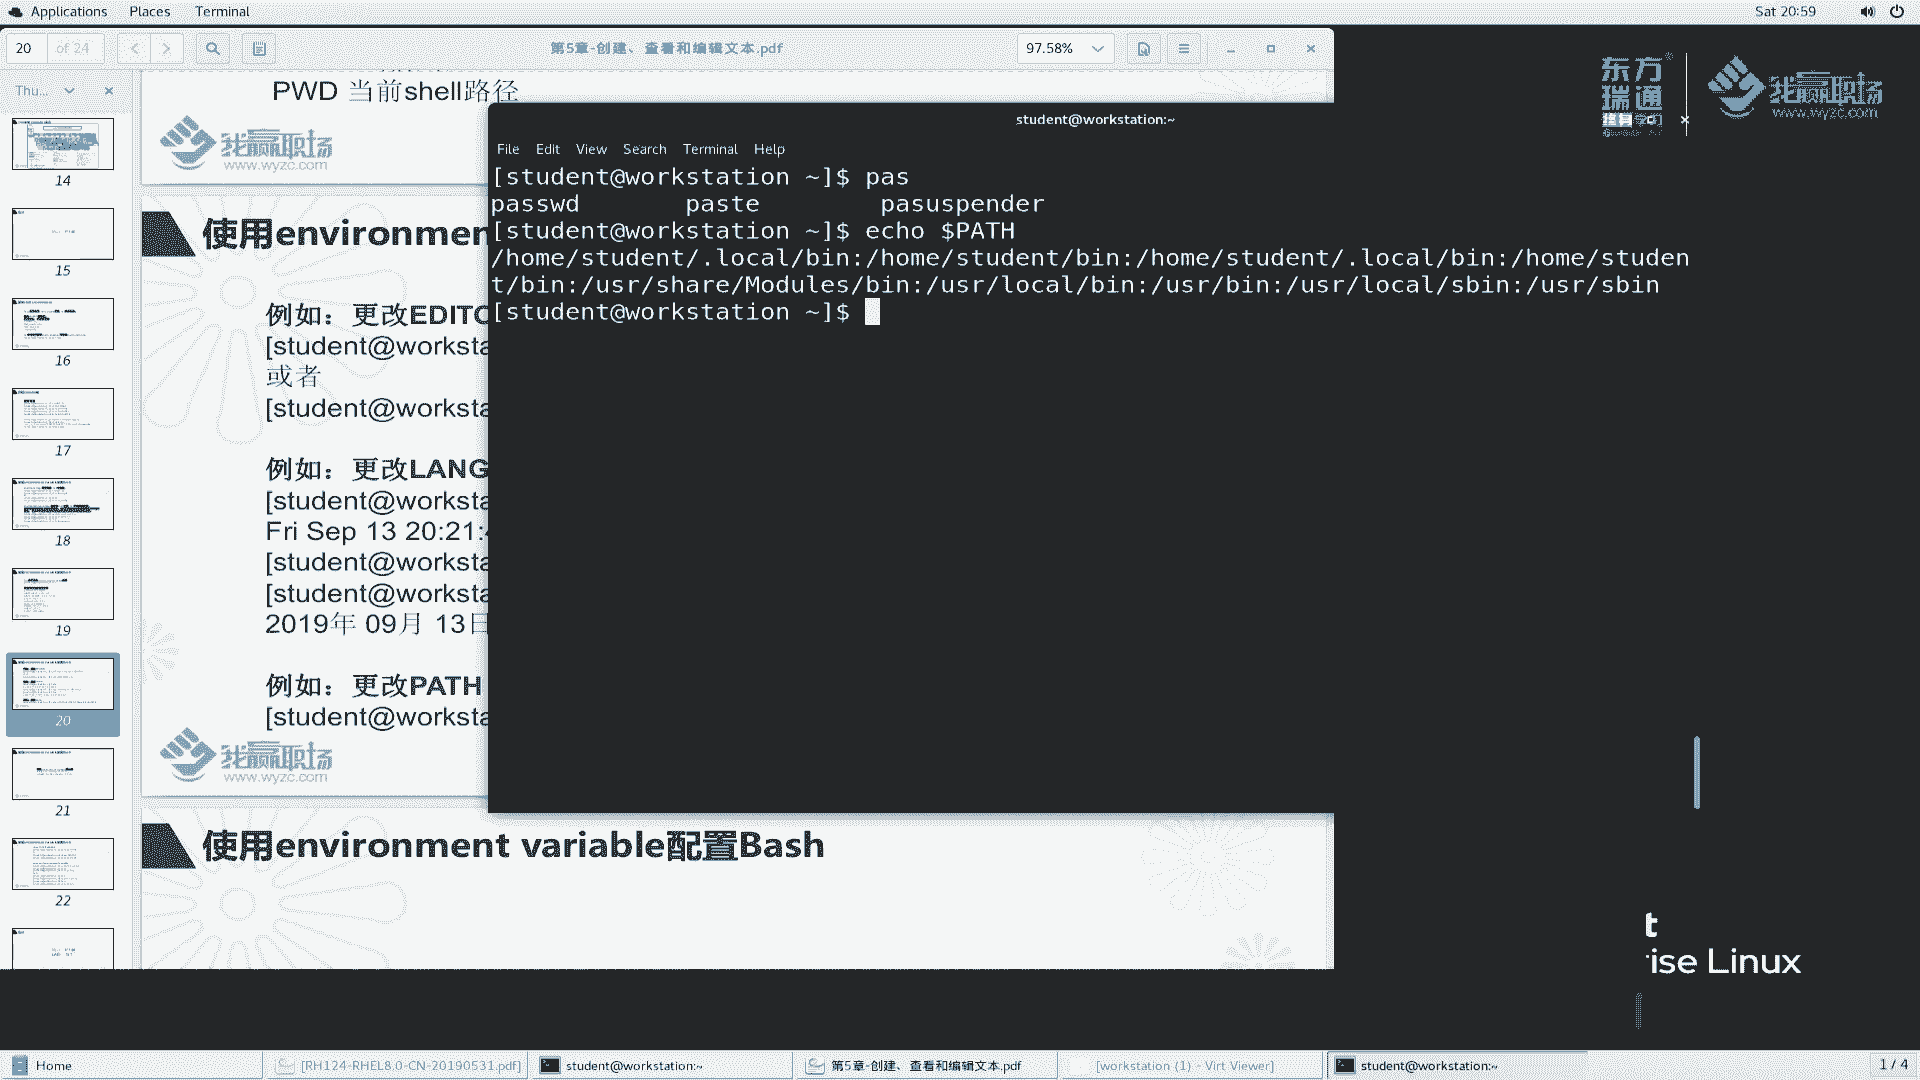 Applications Places Terminal Sat 20:59
20 of 24 第5章-创建、查看和编辑文本.pdf 97.58%
Thu...
PWD 当前shell路径
东方瑞通
我赢职场
www.wyzc.com
student@workstation:~
File Edit View Search Terminal Help
[student@workstation ~]$ pas
passwd paste pasuspender
[student@workstation ~]$ echo $PATH
/home/student/.local/bin:/home/student/bin:/home/student/.local/bin:/home/studen
t/bin:/usr/share/Modules/bin:/usr/local/bin:/usr/bin:/usr/local/sbin:/usr/sbin
[student@workstation ~]$
我赢职场
www.wyzc.com
使用environmen
例如：更改EDITO
[student@worksta
或者
[student@worksta
例如：更改LANG
[student@worksta
Fri Sep 13 20:21:
[student@worksta
[student@worksta
2019年 09月 13日
例如：更改PATH
[student@worksta
我赢职场
www.wyzc.com
使用environment variable配置Bash
14
15
16
17
18
19
20
21
22
t
ise Linux
Home [RH124-RHEL8.0-CN-20190531.pdf] student@workstation:~ 第5章-创建、查看和编辑文本.pdf [workstation (1) - Virt Viewer] student@workstation:~ 1 / 4